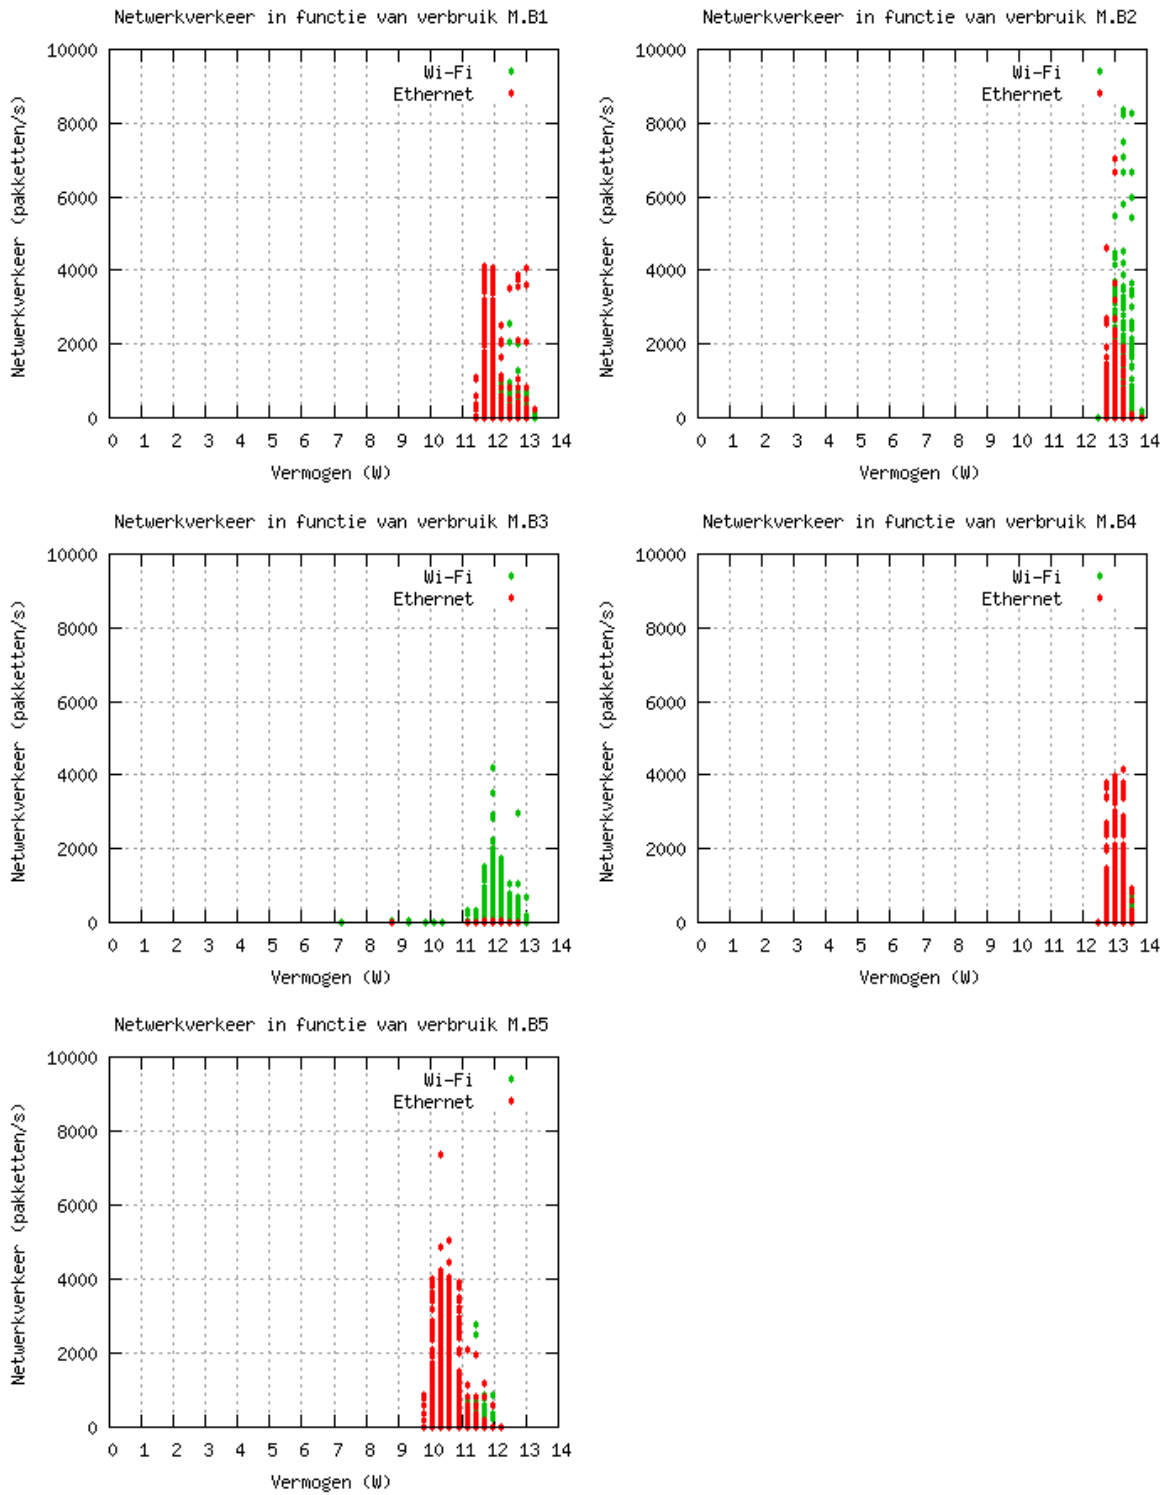 Netwerkverkeer in functie van verbruik M.B1
10000
8000
6000
4000
2000
0
Netwerkverkeer (pakketten/s)
Wi-Fi
Ethernet
0 1 2 3 4 5 6 7 8 9 10 11 12 13 14
Vermogen (W)
Netwerkverkeer in functie van verbruik M.B2
10000
8000
6000
4000
2000
0
Netwerkverkeer (pakketten/s)
Wi-Fi
Ethernet
0 1 2 3 4 5 6 7 8 9 10 11 12 13 14
Vermogen (W)
Netwerkverkeer in functie van verbruik M.B3
10000
8000
6000
4000
2000
0
Netwerkverkeer (pakketten/s)
Wi-Fi
Ethernet
0 1 2 3 4 5 6 7 8 9 10 11 12 13 14
Vermogen (W)
Netwerkverkeer in functie van verbruik M.B4
10000
8000
6000
4000
2000
0
Netwerkverkeer (pakketten/s)
Wi-Fi
Ethernet
0 1 2 3 4 5 6 7 8 9 10 11 12 13 14
Vermogen (W)
Netwerkverkeer in functie van verbruik M.B5
10000
8000
6000
4000
2000
0
Netwerkverkeer (pakketten/s)
Wi-Fi
Ethernet
0 1 2 3 4 5 6 7 8 9 10 11 12 13 14
Vermogen (W)